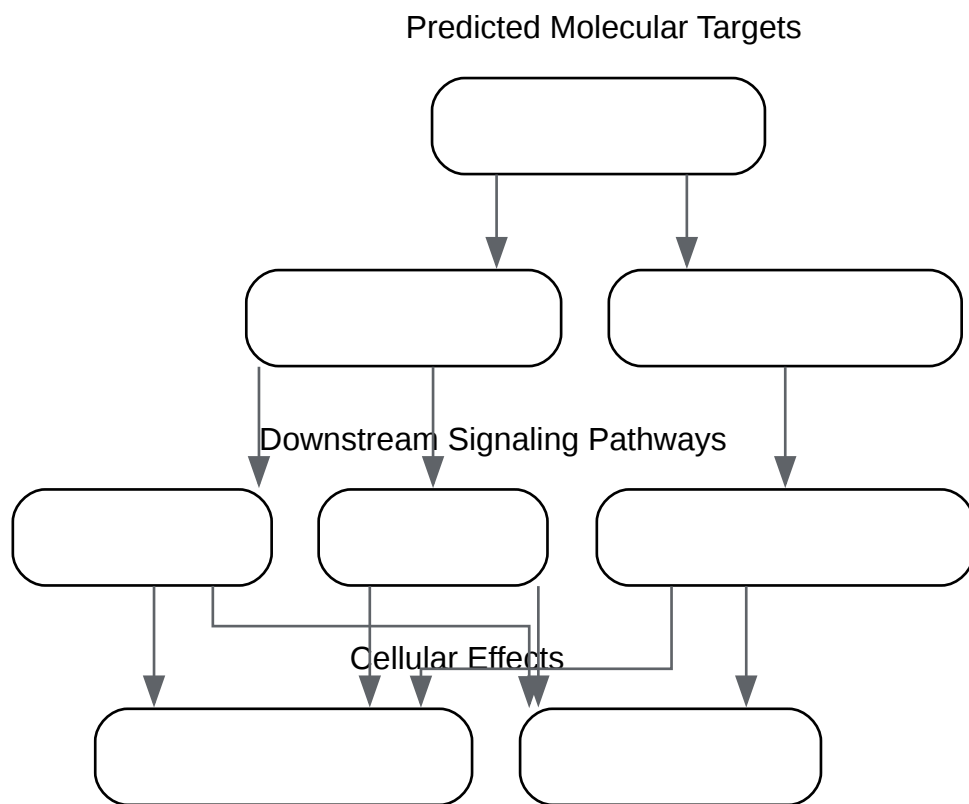 Predicted Molecular Targets
Downstream Signaling Pathways
Cellular Effects